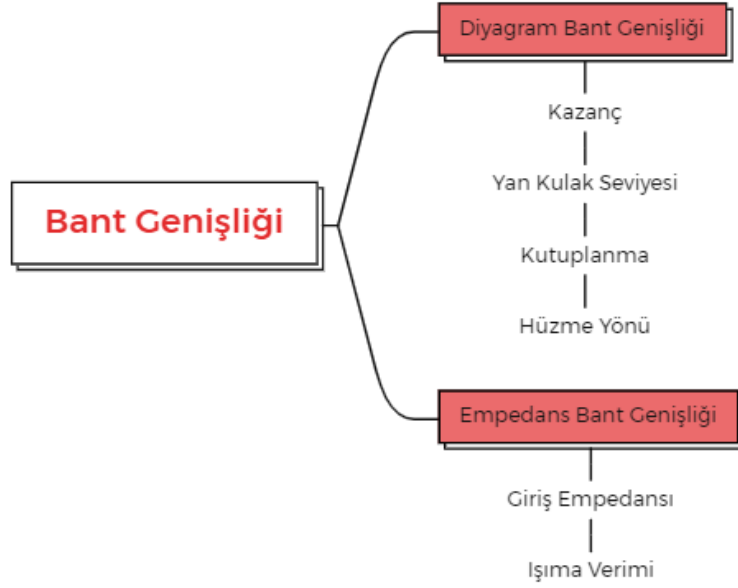 Bant Genişliği
Diyagram Bant Genişliği
Kazanç
Yan Kulak Seviyesi
Kutuplanma
Hüzme Yönü
Empedans Bant Genişliği
Giriş Empedansı
Işıma Verimi